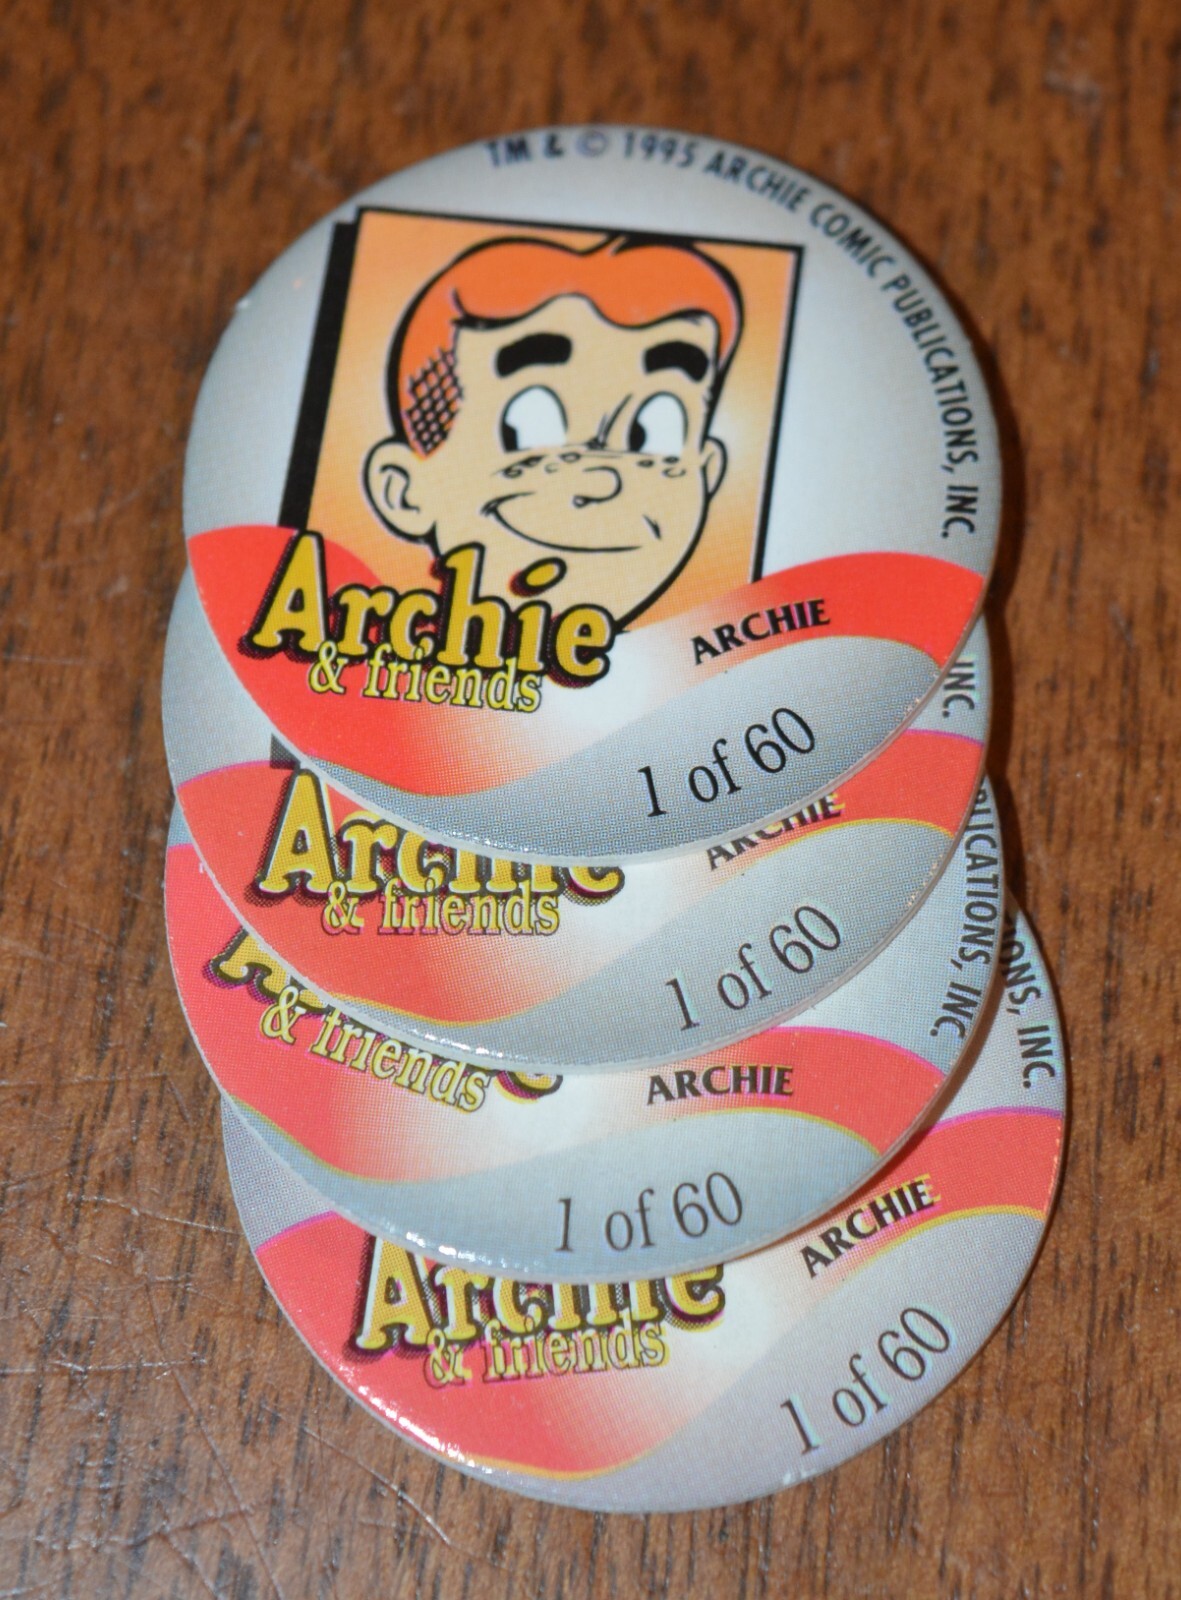 TM & © 1995 ARCHIE COMIC PUBLICATIONS, INC.
Archie
& friends
ARCHIE
1 of 60
INC.
Archie
& friends
ARCHIE
1 of 60
PUBLICATIONS, INC.
& friends
ARCHIE
1 of 60
INC.
Archie
& friends
ARCHIE
1 of 60